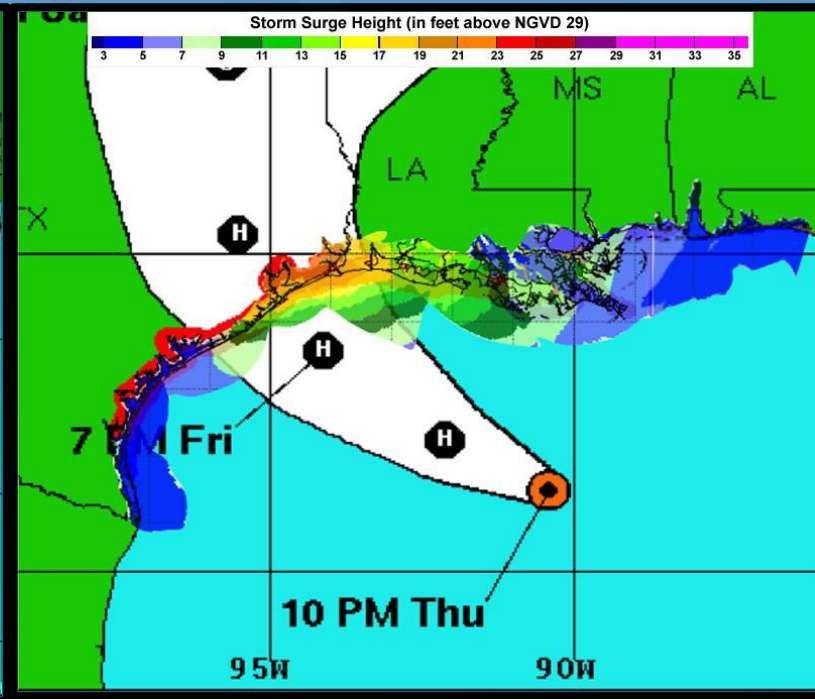 Storm Surge Height (in feet above NGVD 29)
3 5 7 9 11 13 15 17 19 21 23 25 27 29 31 33 35
MS AL
LA
H
H
H
7 PM Fri
10 PM Thu
95W 90W